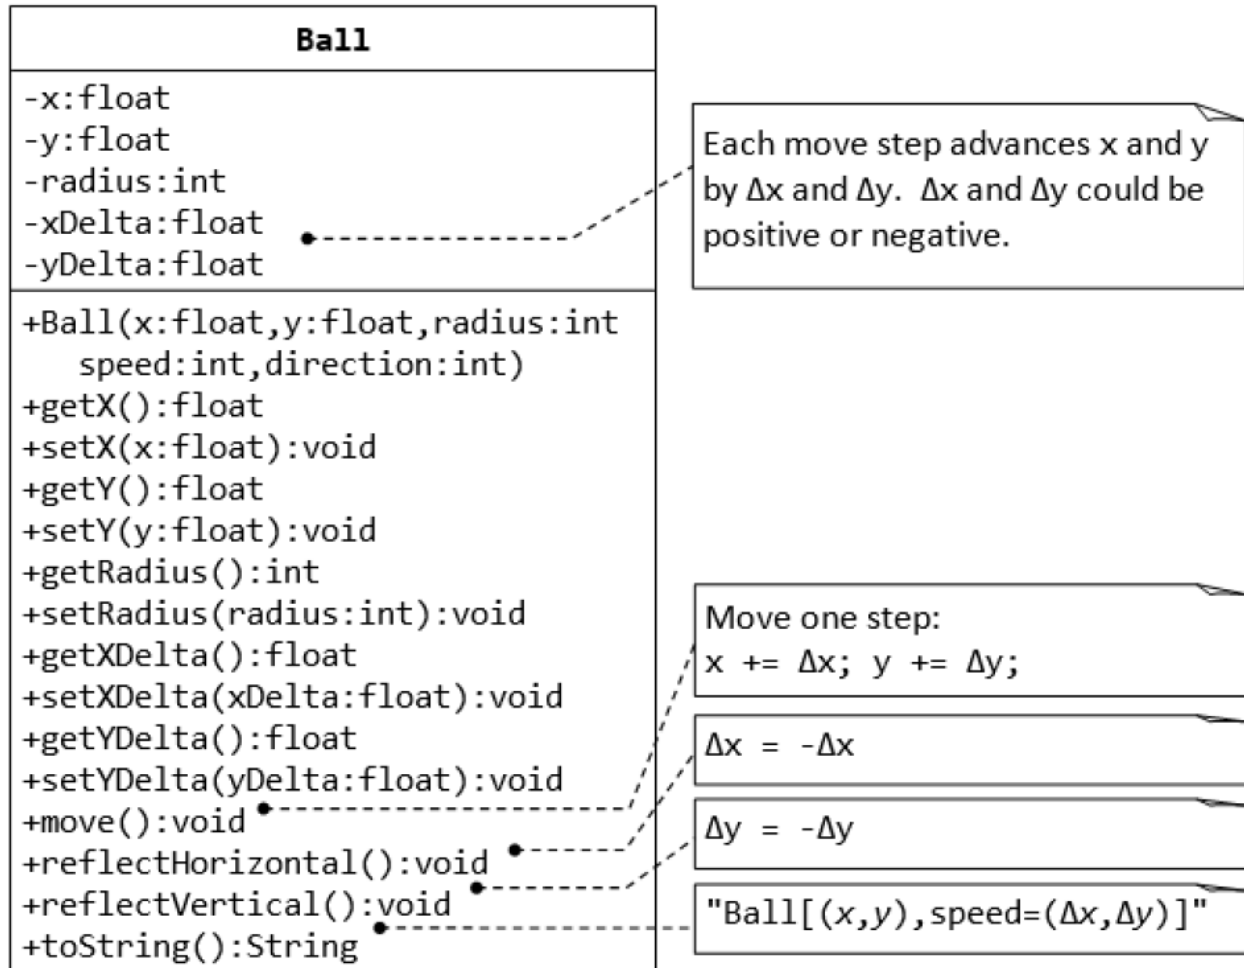 Ball
-x:float
-y:float
-radius:int
-xDelta:float
-yDelta:float
Each move step advances x and y
by Δx and Δy.  Δx and Δy could be
positive or negative.
+Ball(x:float,y:float,radius:int
speed:int,direction:int)
+getX():float
+setX(x:float):void
+getY():float
+setY(y:float):void
+getRadius():int
+setRadius(radius:int):void
+getXDelta():float
+setXDelta(xDelta:float):void
+getYDelta():float
+setYDelta(yDelta:float):void
+move():void
+reflectHorizontal():void
+reflectVertical():void
+toString():String
Move one step:
x += Δx; y += Δy;
Δx = -Δx
Δy = -Δy
"Ball[(x,y),speed=(Δx,Δy)]"